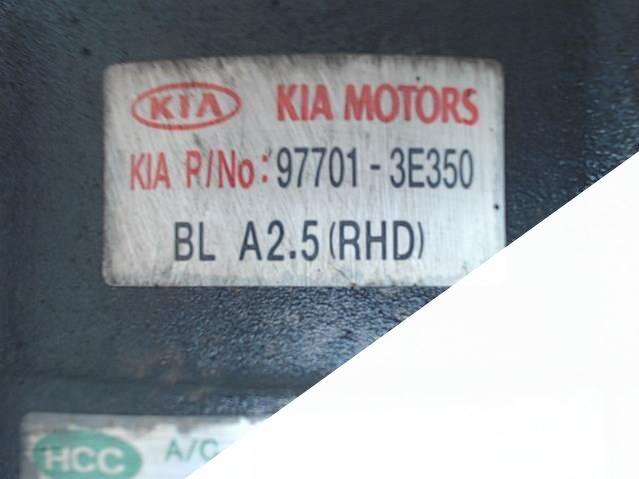 KIA KIA MOTORS
KIA P/No: 97701-3E350
BL A2.5(RHD)
HCC A/C